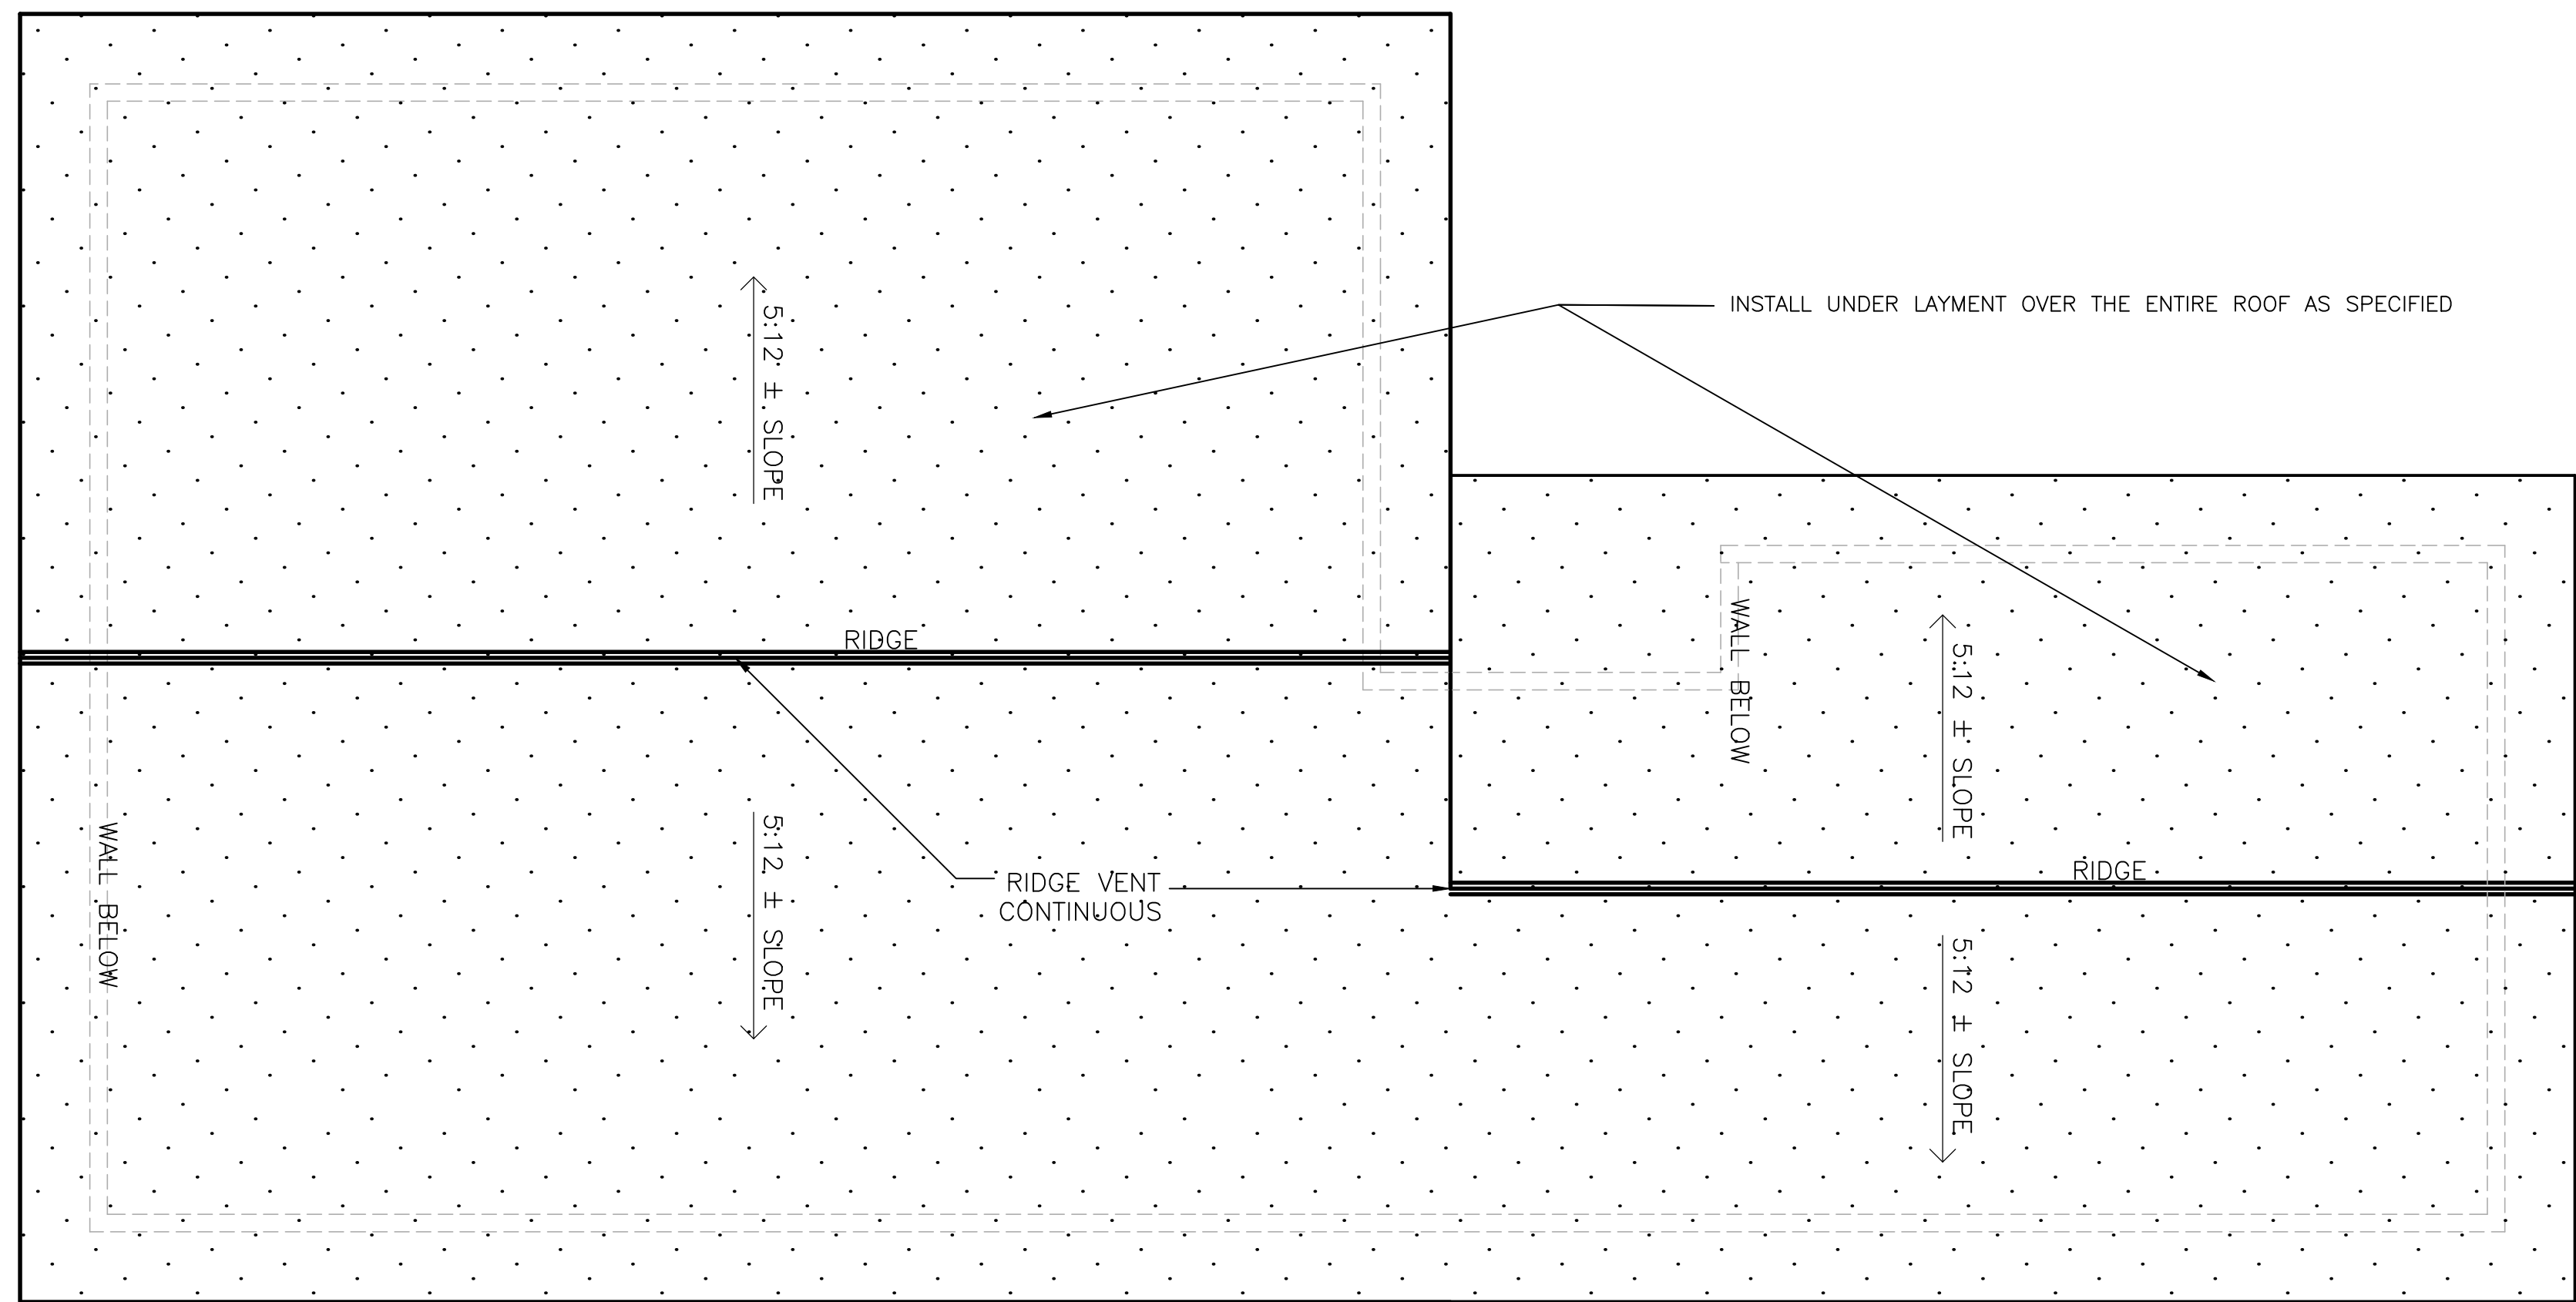 INSTALL UNDER LAYMENT OVER THE ENTIRE ROOF AS SPECIFIED
5:12 ± SLOPE
RIDGE
WALL BELOW
5:12 ± SLOPE
WALL BELOW
5:12 ± SLOPE
RIDGE VENT
CONTINUOUS
RIDGE
5:12 ± SLOPE